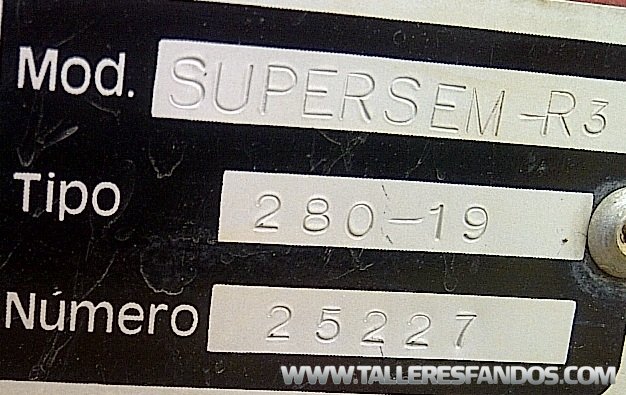 Mod. SUPERSEM-R3
Tipo 280-19
Número 25227
WWW.TALLERESFANDOS.COM